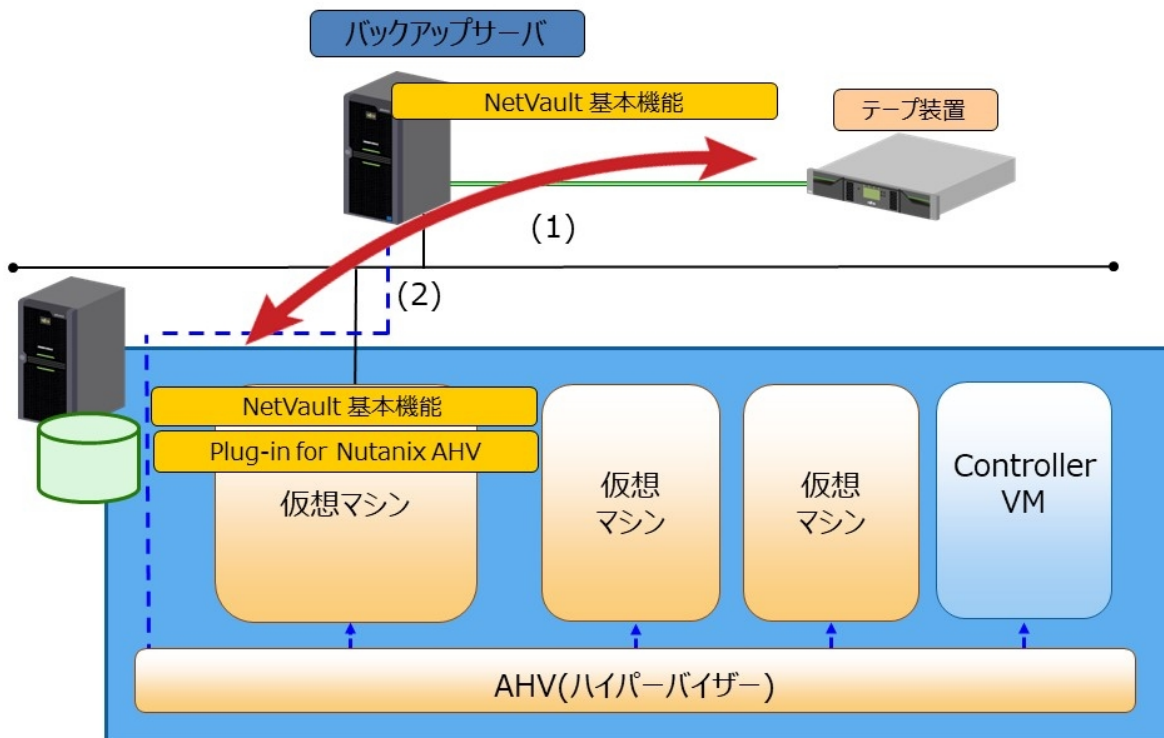 バックアップサーバ
NetVault 基本機能
テープ装置
(1)
(2)
NetVault 基本機能
Plug-in for Nutanix AHV
仮想マシン
仮想
マシン
仮想
マシン
Controller
VM
AHV(ハイパーバイザー)